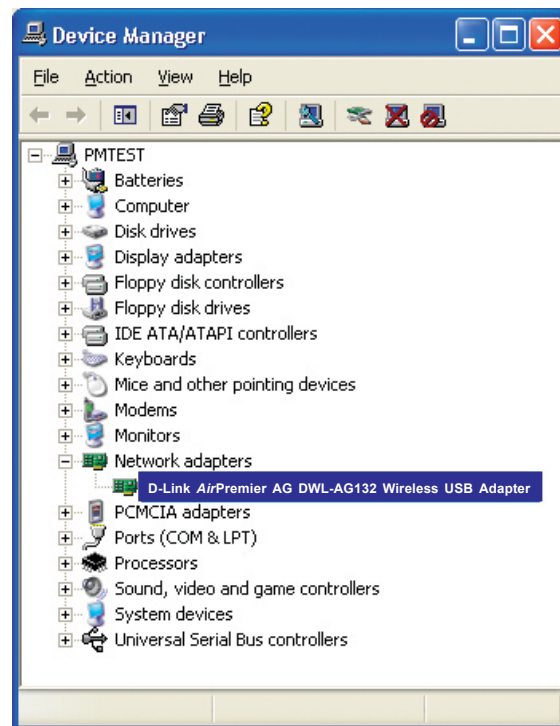 Device Manager
File Action View Help
PMTEST
Batteries
Computer
Disk drives
Display adapters
Floppy disk controllers
Floppy disk drives
IDE ATA/ATAPI controllers
Keyboards
Mice and other pointing devices
Modems
Monitors
Network adapters
D-Link AirPremier AG DWL-AG132 Wireless USB Adapter
PCMCIA adapters
Ports (COM & LPT)
Processors
Sound, video and game controllers
System devices
Universal Serial Bus controllers